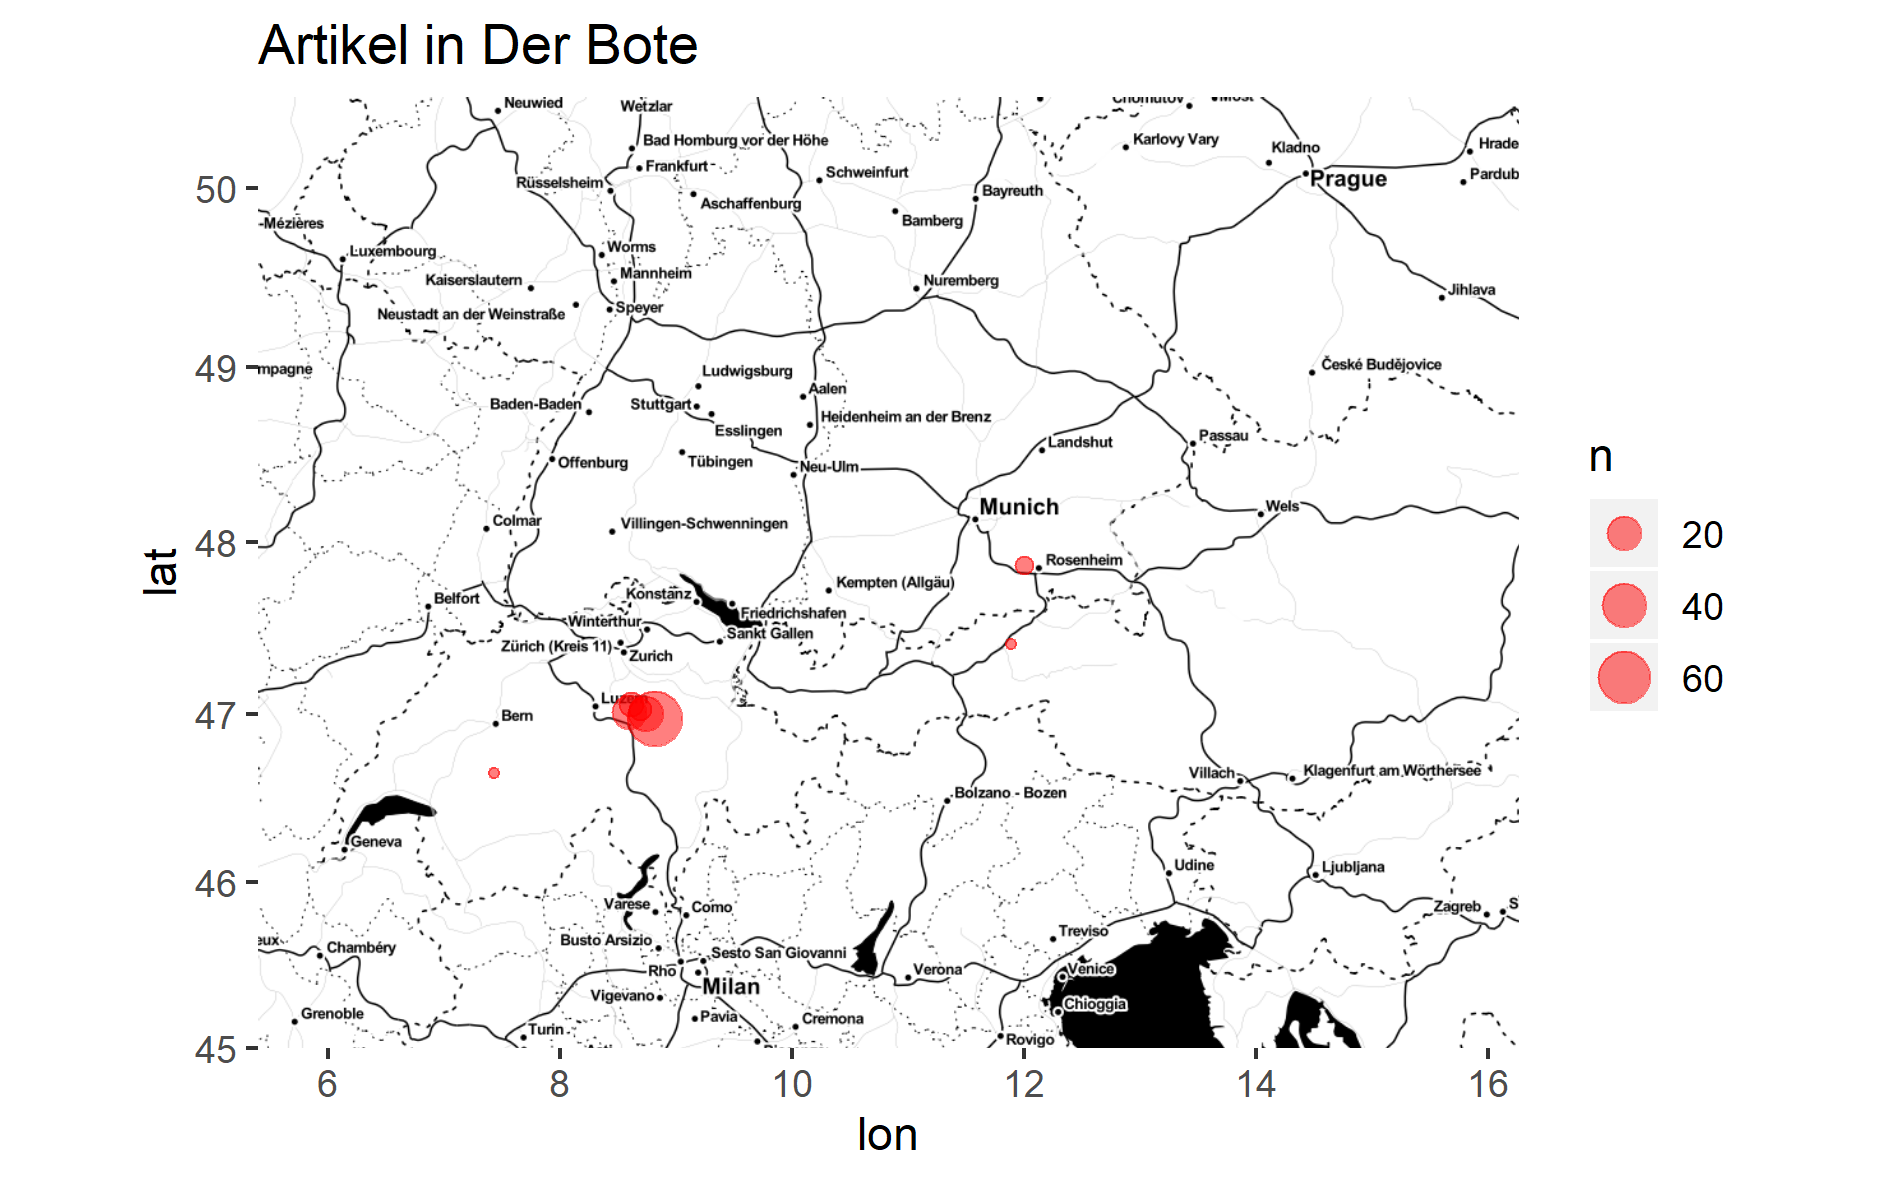 Artikel in Der Bote
Neuwied
Wetzlar
Chomutov
Most
Bad Homburg vor der Höhe
Karlovy Vary
Kladno
Hrade
Frankfurt
Schweinfurt
Prague
Pardub
Rüsselsheim
Bayreuth
50
Aschaffenburg
Bamberg
-Mézières
Luxembourg
Worms
Kaiserslautern
Mannheim
Nuremberg
Jihlava
Neustadt an der Weinstraße
Speyer
49
mpagne
Ludwigsburg
České Budějovice
Aalen
Baden-Baden
Stuttgart
Heidenheim an der Brenz
Esslingen
Landshut
Passau
Offenburg
Tübingen
Neu-Ulm
n
Munich
Wels
Colmar
Villingen-Schwenningen
20
48
lat
Rosenheim
Kempten (Allgäu)
Belfort
Konstanz
Friedrichshafen
40
Winterthur
Sankt Gallen
Zürich (Kreis 11)
Zurich
60
Luzern
47
Bern
Villach
Klagenfurt am Wörthersee
Bolzano - Bozen
Geneva
Udine
Ljubljana
46
Varese
Como
Zagreb
S
Treviso
eux
Chambéry
Busto Arsizio
Sesto San Giovanni
Rho
Verona
Venice
Milan
Vigevano
Chioggia
Grenoble
Pavia
Cremona
Turin
Rovigo
45
6
8
10
12
14
16
lon